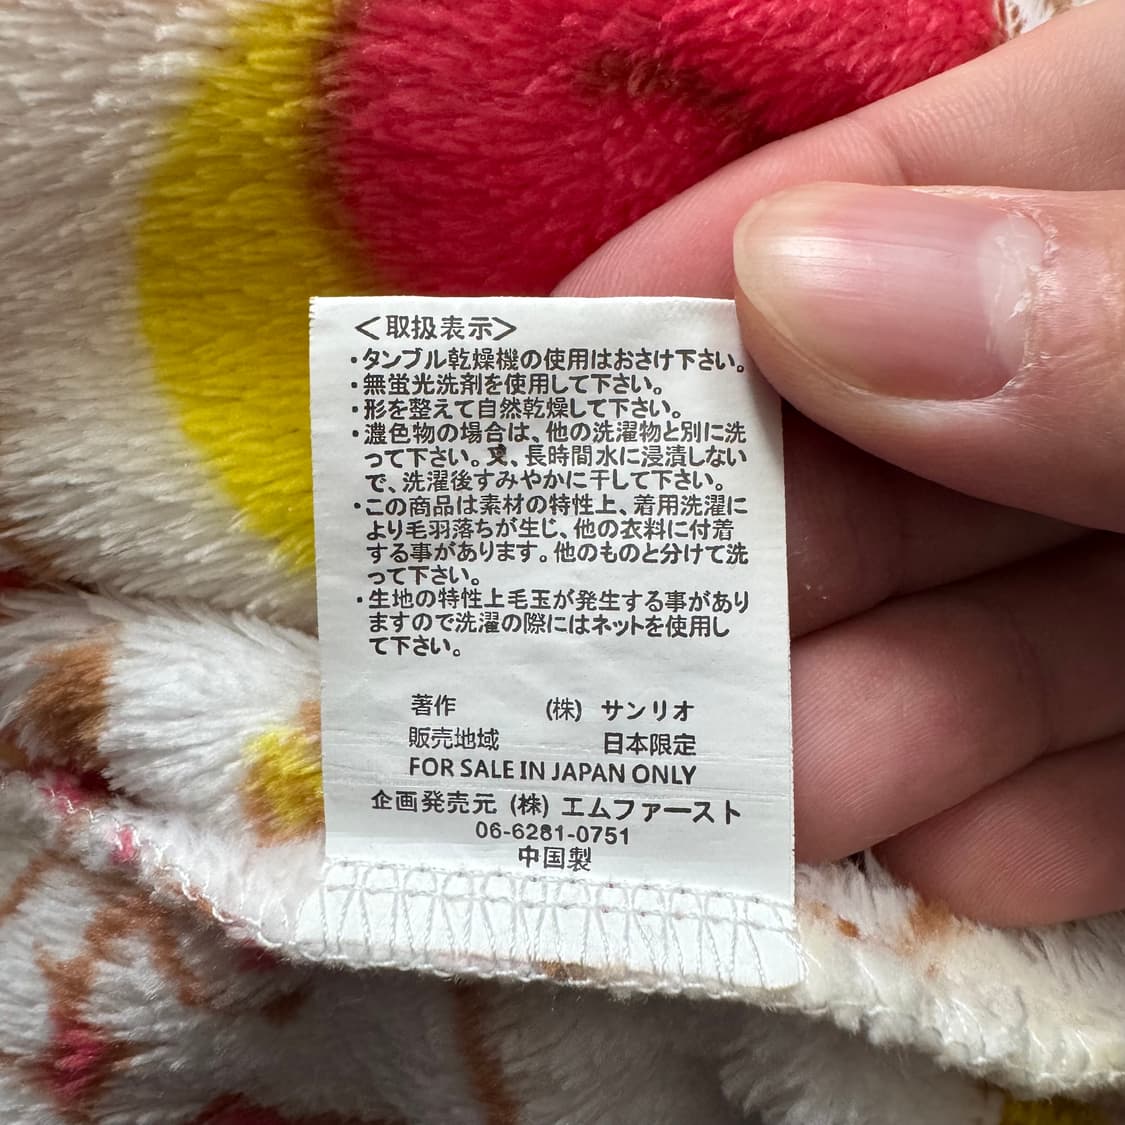 ＜取扱表示＞
・タンブル乾燥機の使用はおさけ下さい。
・無蛍光洗剤を使用して下さい。
・形を整えて自然乾燥して下さい。
・濃色物の場合は、他の洗濯物と別に洗
って下さい。又、長時間水に浸漬しない
で、洗濯後すみやかに干して下さい。
・この商品は素材の特性上、着用洗濯に
より毛羽落ちが生じ、他の衣料に付着
する事があります。他のものと分けて洗
って下さい。
・生地の特性上毛玉が発生する事があり
ますので洗濯の際にはネットを使用し
て下さい。
著作 (株) サンリオ
販売地域 日本限定
FOR SALE IN JAPAN ONLY
企画発売元 (株) エムファースト
06-6281-0751
中国製